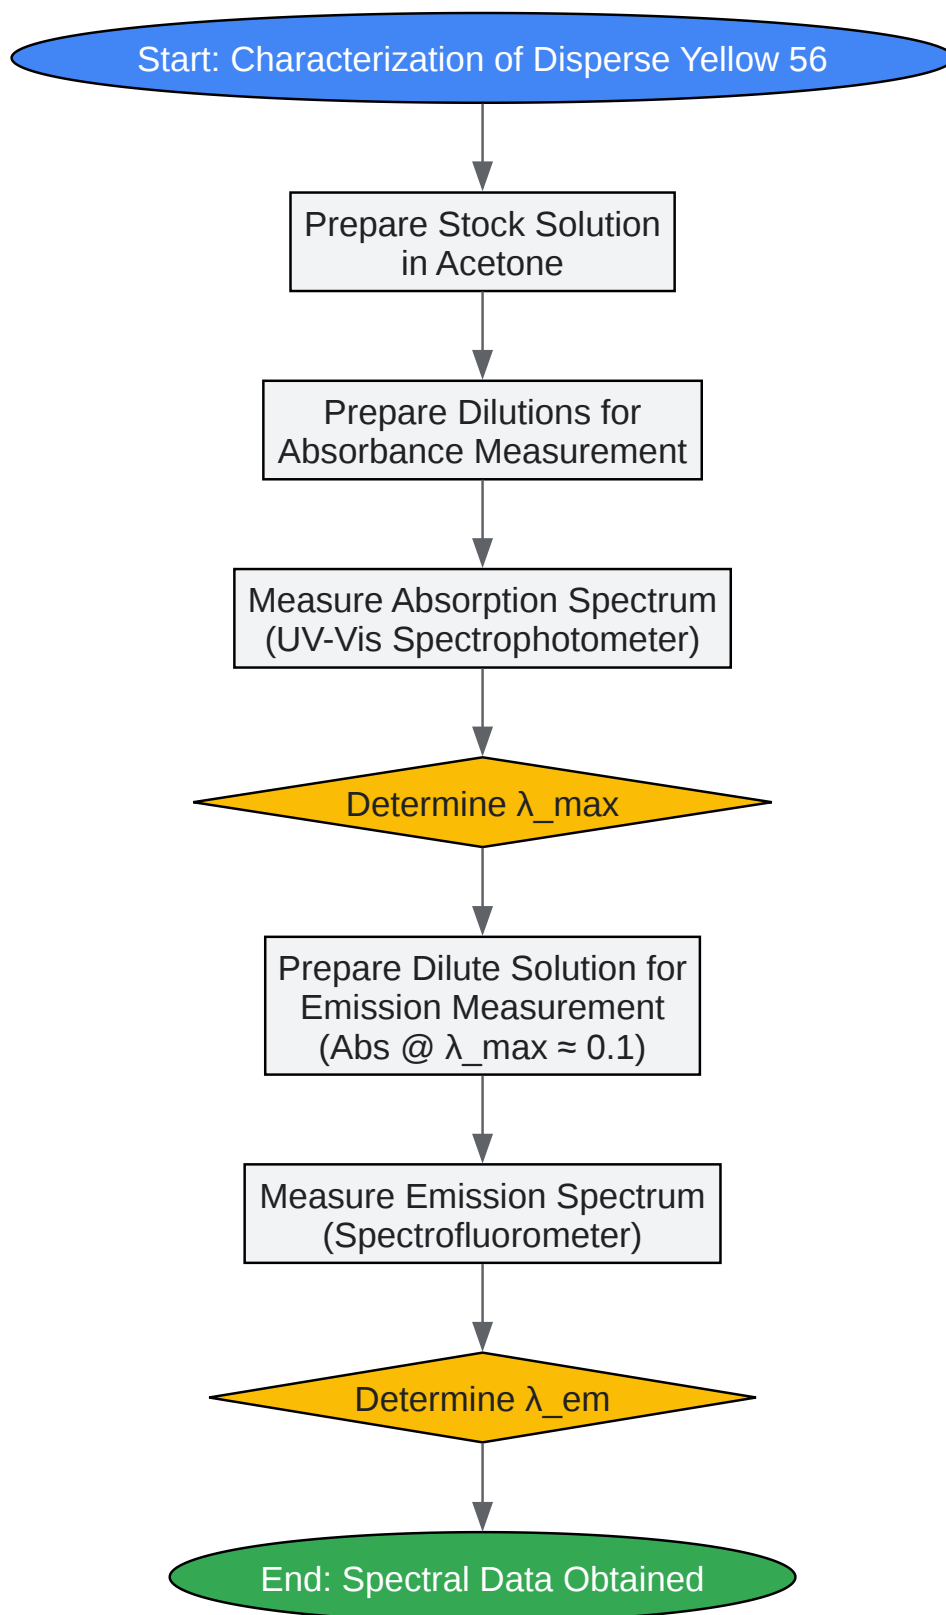 Start: Characterization of Disperse Yellow 56
Prepare Stock Solution
in Acetone
Prepare Dilutions for
Absorbance Measurement
Measure Absorption Spectrum
(UV-Vis Spectrophotometer)
Determine λ_max
Prepare Dilute Solution for
Emission Measurement
(Abs @ λ_max ≈ 0.1)
Measure Emission Spectrum
(Spectrofluorometer)
Determine λ_em
End: Spectral Data Obtained